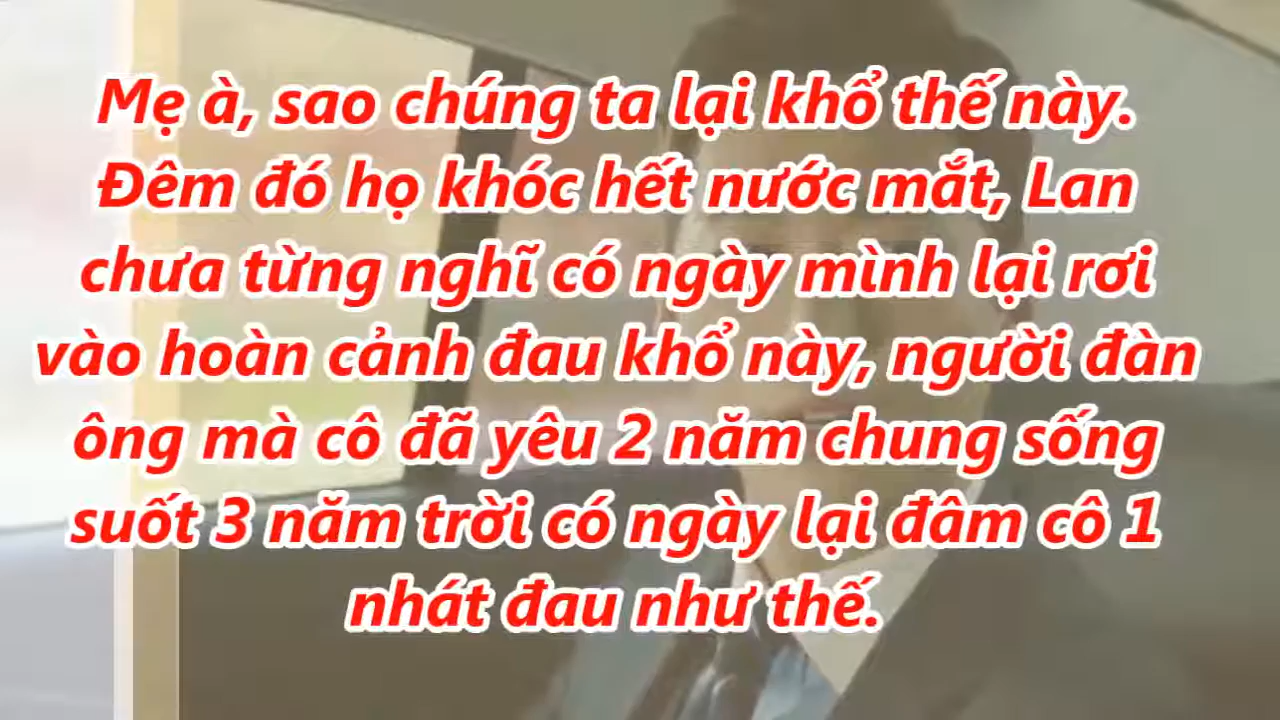 Mẹ à, sao chúng ta lại khổ thế này.
Đêm đó họ khóc hết nước mắt, Lan
chưa từng nghĩ có ngày mình lại rơi
vào hoàn cảnh đau khổ này, người đàn
ông mà cô đã yêu 2 năm chung sống
suốt 3 năm trời có ngày lại đâm cô 1
nhát đau như thế.